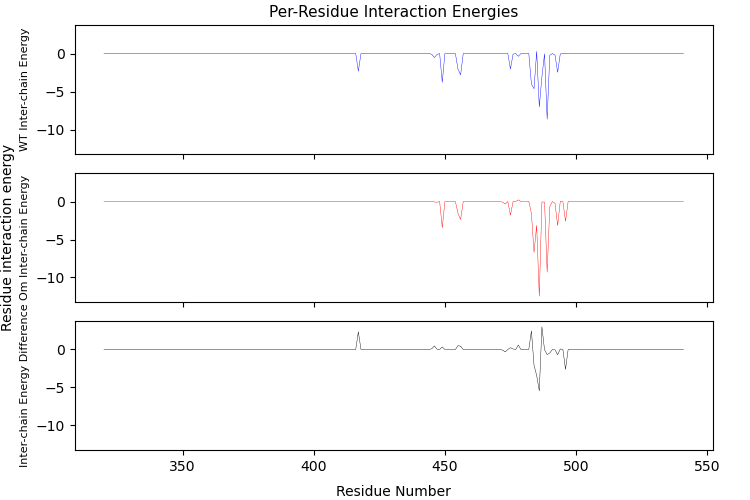 Per-Residue Interaction Energies
Residue interaction energy
WT Inter-chain Energy
0
−5
−10
Om Inter-chain Energy
0
−5
−10
Inter-chain Energy Difference
0
−5
−10
350
400
450
500
550
Residue Number